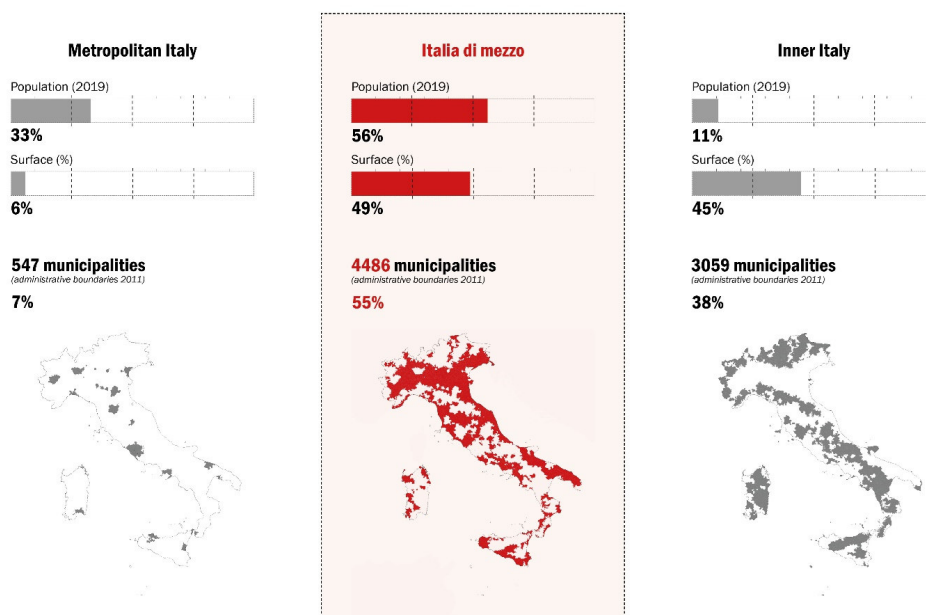 Metropolitan Italy
Population (2019)
33%
Surface (%)
6%
547 municipalities
(administrative boundaries 2011)
7%
Italia di mezzo
Population (2019)
56%
Surface (%)
49%
4486 municipalities
(administrative boundaries 2011)
55%
Inner Italy
Population (2019)
11%
Surface (%)
45%
3059 municipalities
(administrative boundaries 2011)
38%